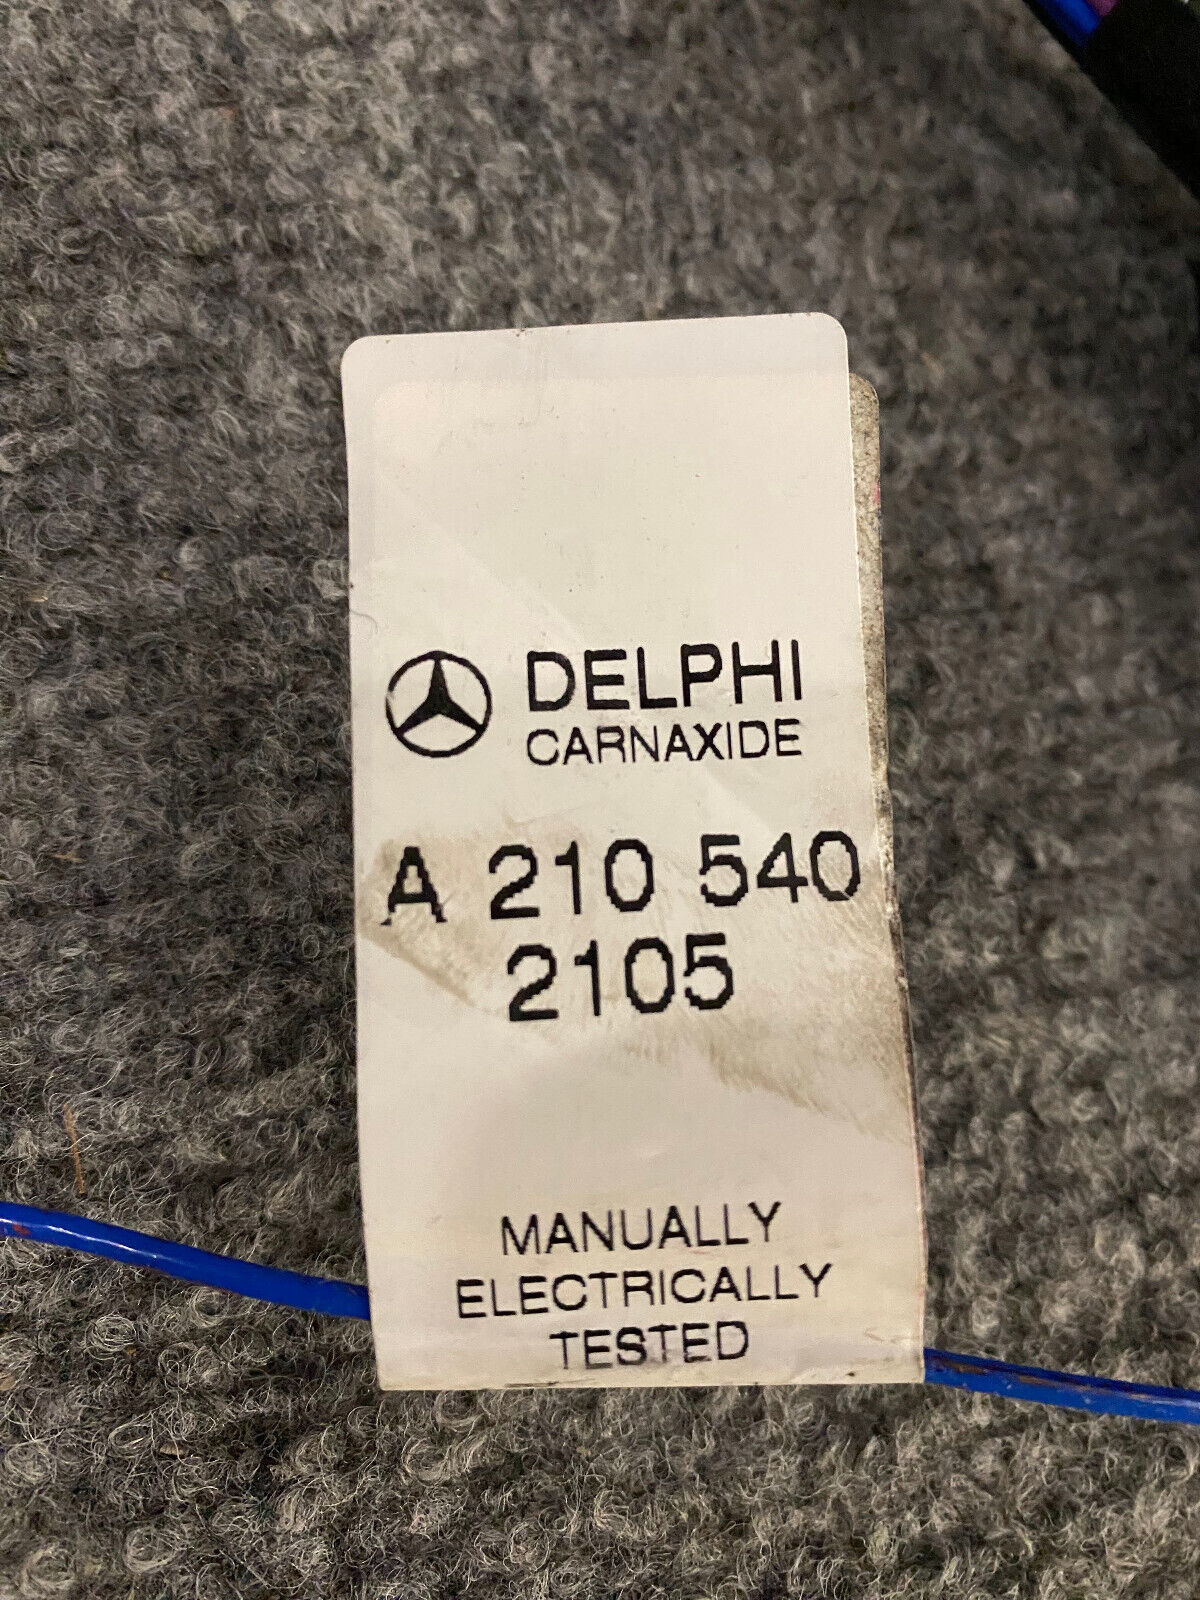 DELPHI
CARNAXIDE
A 210 540
2105
MANUALLY
ELECTRICALLY
TESTED